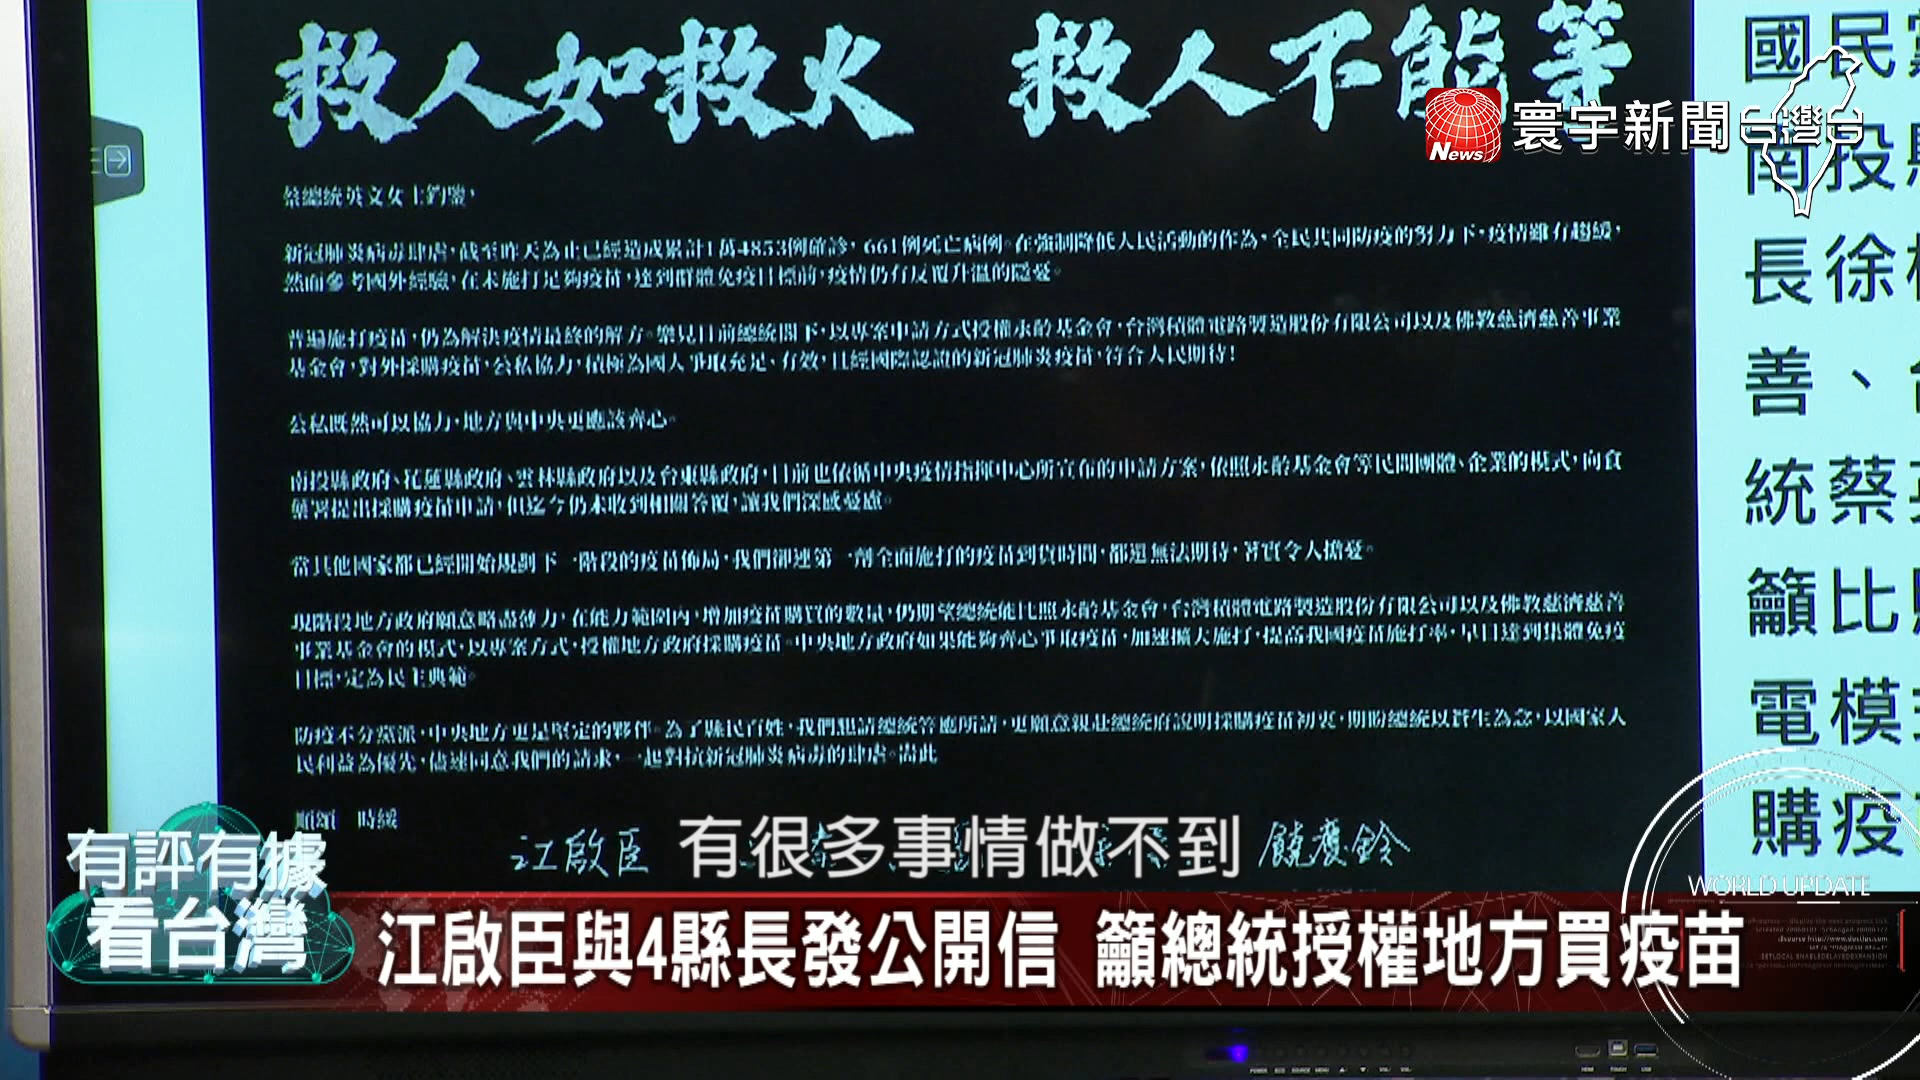 救人如救火 救人不能等
蔡總統英文女士鈞鑒,
新冠肺炎病毒肆虐,截至昨天為止已經造成累計1萬4853例確診,661例死亡病例。在強制降低人民活動的作為,全民共同防疫的努力下,疫情雖有趨緩,
然而參考國外經驗,在未施打足夠疫苗,達到群體免疫目標前,疫情仍有反覆升溫的隱憂。
普遍施打疫苗,仍為解決疫情最終的解方。樂見目前總統閣下,以專案申請方式授權永齡基金會,台灣積體電路製造股份有限公司以及佛教慈濟慈善事業
基金會,對外採購疫苗,公私協力,積極為國人爭取充足、有效,且經國際認證的新冠肺炎疫苗,符合人民期待!
公私既然可以協力,地方與中央更應該齊心。
南投縣政府、花蓮縣政府、雲林縣政府以及台東縣政府,目前也依循中央疫情指揮中心所宣布的申請方案,依照永齡基金會等民間團體、企業的模式,向食
藥署提出採購疫苗申請,但迄今仍未收到相關答覆,讓我們深感憂慮。
當其他國家都已經開始規劃下一階段的疫苗佈局,我們卻連第一劑全面施打的疫苗到貨時間,都還無法期待,著實令人擔憂。
現階段地方政府願意略盡薄力,在能力範圍內,增加疫苗購買的數量,仍期望總統能比照永齡基金會,台灣積體電路製造股份有限公司以及佛教慈濟慈善
事業基金會的模式,以專案方式,授權地方政府採購疫苗。中央地方政府如果能夠齊心爭取疫苗,加速擴大施打,提高我國疫苗施打率,早日達到集體免疫
目標,定為民主典範。
防疫不分黨派,中央地方更是堅定的夥伴。為了縣民百姓,我們懇請總統答應所請,更願意親赴總統府說明採購疫苗初衷,期盼總統以蒼生為念,以國家人
民利益為優先,儘速同意我們的請求,一起對抗新冠肺炎病毒的肆虐。耑此
順頌 時綏
江啟臣
饒慶鈴
國民黨
南投縣
長徐
善、台
統蔡英
籲比照
電模式
購疫
News 寰宇新聞 台灣台
有很多事情做不到
有評有據
看台灣
江啟臣與4縣長發公開信 籲總統授權地方買疫苗
WORLD UPDATE